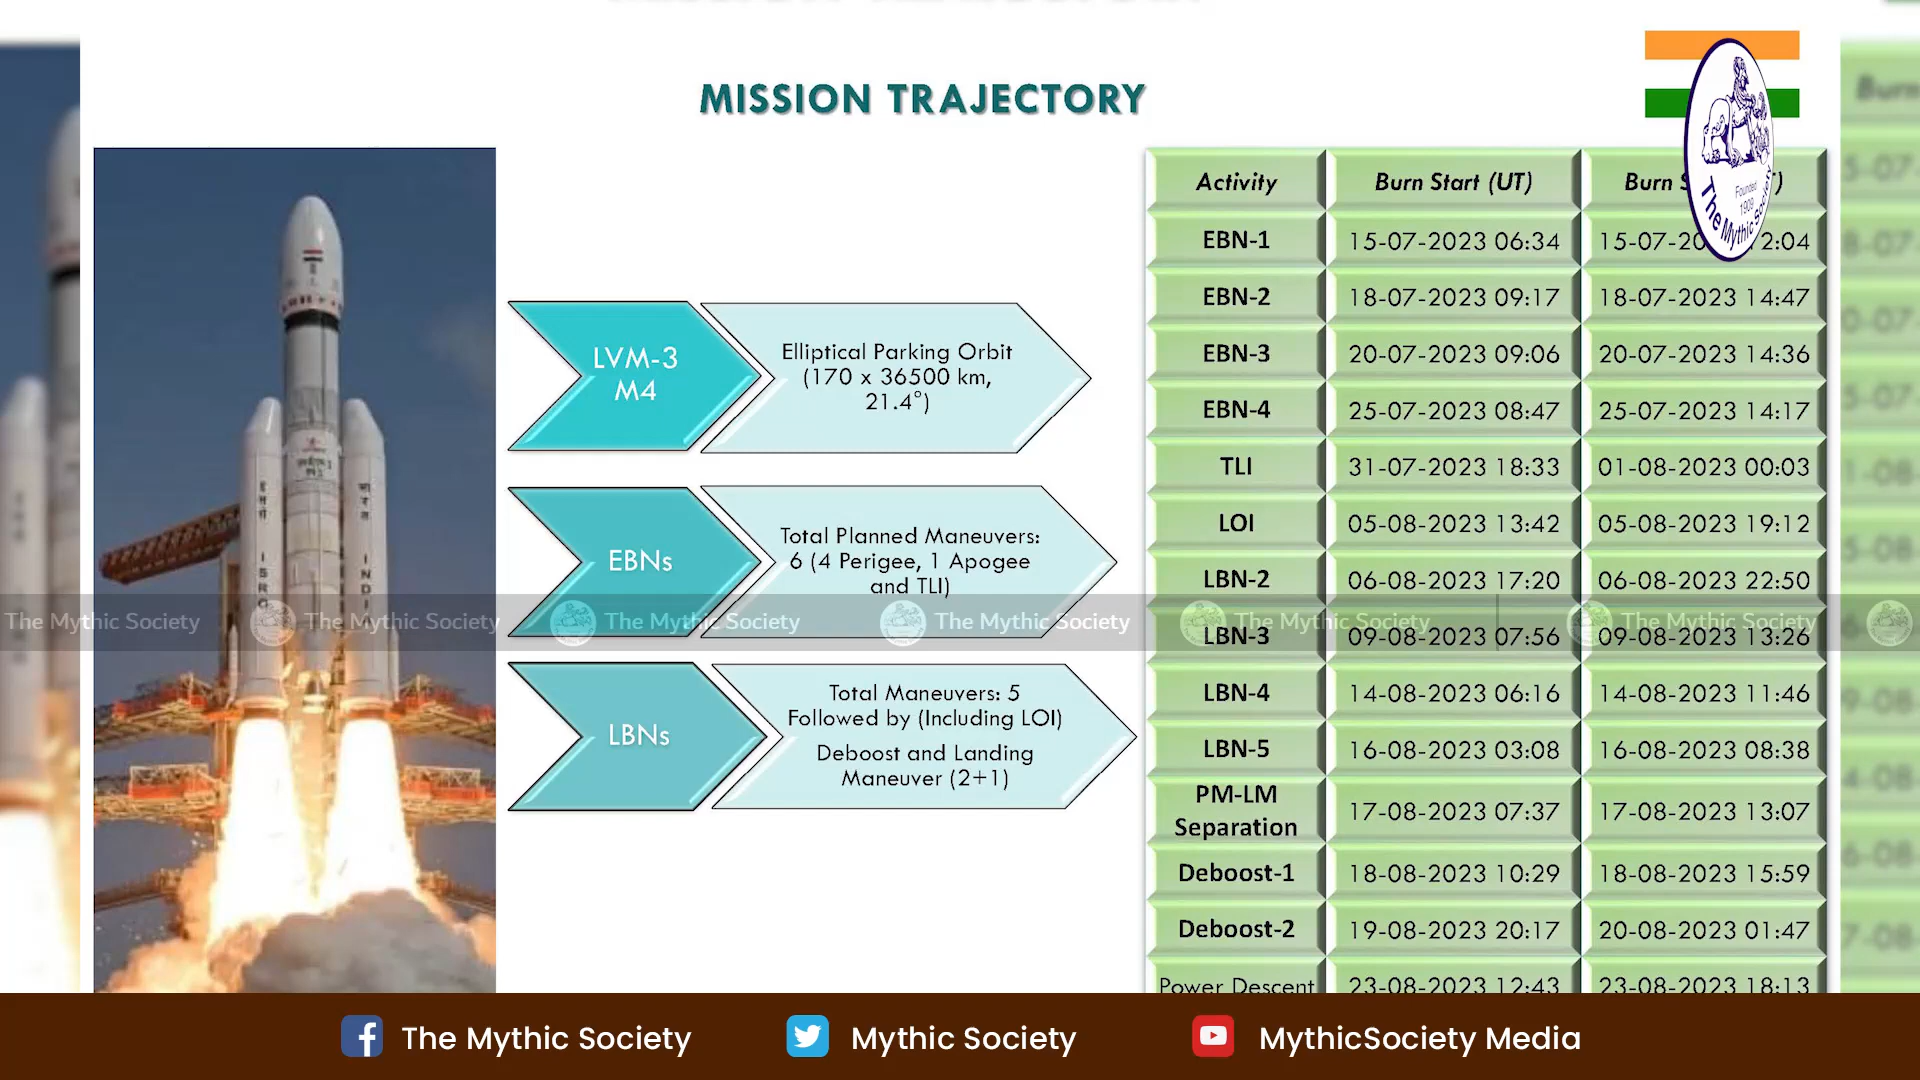 MISSION TRAJECTORY
LVM-3
M4
Elliptical Parking Orbit
(170 x 36500 km,
21.4°)
EBNs
Total Planned Maneuvers:
6 (4 Perigee, 1 Apogee
and TLI)
LBNs
Total Maneuvers: 5
Followed by (Including LOI)
Deboost and Landing
Maneuver (2+1)
Activity Burn Start (UT) Burn
EBN-1 15-07-2023 06:34 15-07-20 2:04
EBN-2 18-07-2023 09:17 18-07-2023 14:47
EBN-3 20-07-2023 09:06 20-07-2023 14:36
EBN-4 25-07-2023 08:47 25-07-2023 14:17
TLI 31-07-2023 18:33 01-08-2023 00:03
LOI 05-08-2023 13:42 05-08-2023 19:12
LBN-2 06-08-2023 17:20 06-08-2023 22:50
LBN-3 09-08-2023 07:56 09-08-2023 13:26
LBN-4 14-08-2023 06:16 14-08-2023 11:46
LBN-5 16-08-2023 03:08 16-08-2023 08:38
PM-LM
Separation 17-08-2023 07:37 17-08-2023 13:07
Deboost-1 18-08-2023 10:29 18-08-2023 15:59
Deboost-2 19-08-2023 20:17 20-08-2023 01:47
Power Descent 23-08-2023 12:43 23-08-2023 18:13
Founded
1909
The Mythic Society
ISRO
INDIA
भारत
The Mythic Society The Mythic Society The Mythic Society The Mythic Society The Mythic Society The Mythic Society
The Mythic Society Mythic Society MythicSociety Media